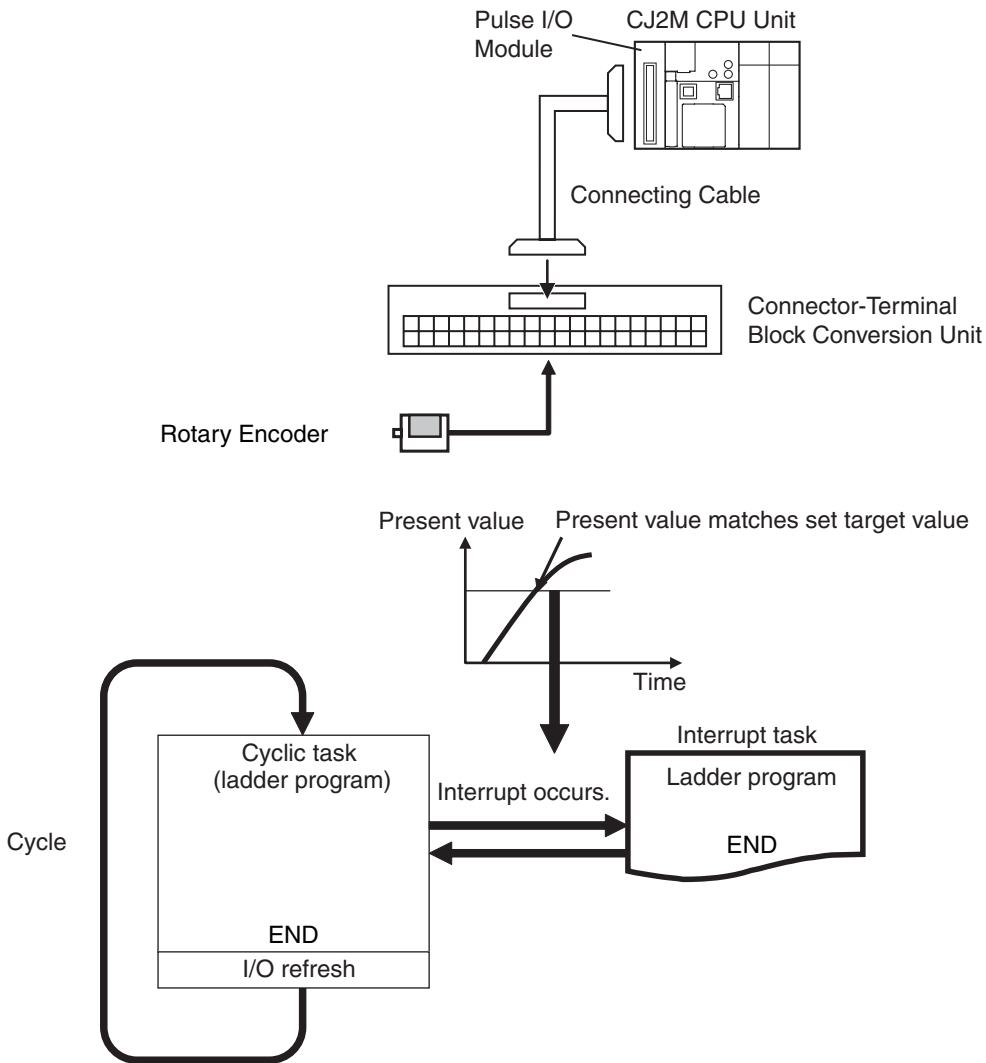 Pulse I/O
Module
CJ2M CPU Unit
Connecting Cable
Connector-Terminal
Block Conversion Unit
Rotary Encoder
Present value
Present value matches set target value
Time
Interrupt task
Cyclic task
(ladder program)
Ladder program
Interrupt occurs.
Cycle
END
END
I/O refresh